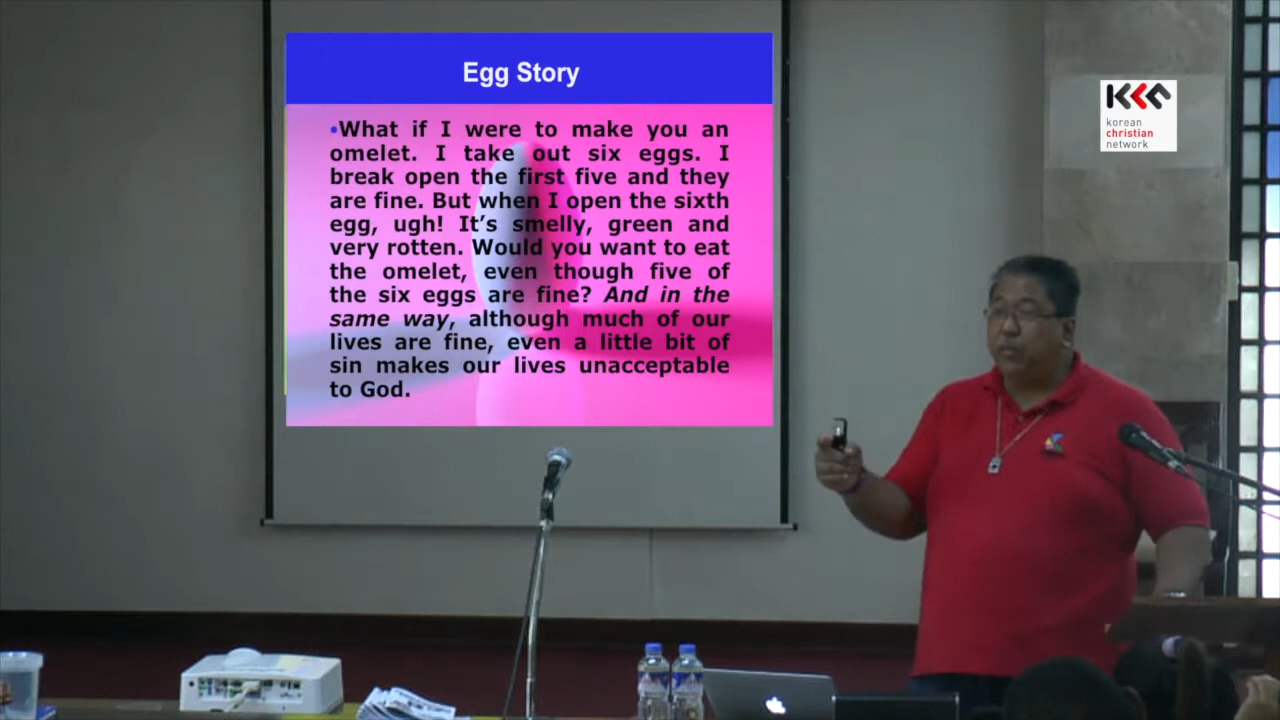 Egg Story
•What if I were to make you an
omelet. I take out six eggs. I
break open the first five and they
are fine. But when I open the sixth
egg, ugh! It’s smelly, green and
very rotten. Would you want to eat
the omelet, even though five of
the six eggs are fine? And in the
same way, although much of our
lives are fine, even a little bit of
sin makes our lives unacceptable
to God.
KCN
korean
christian
network